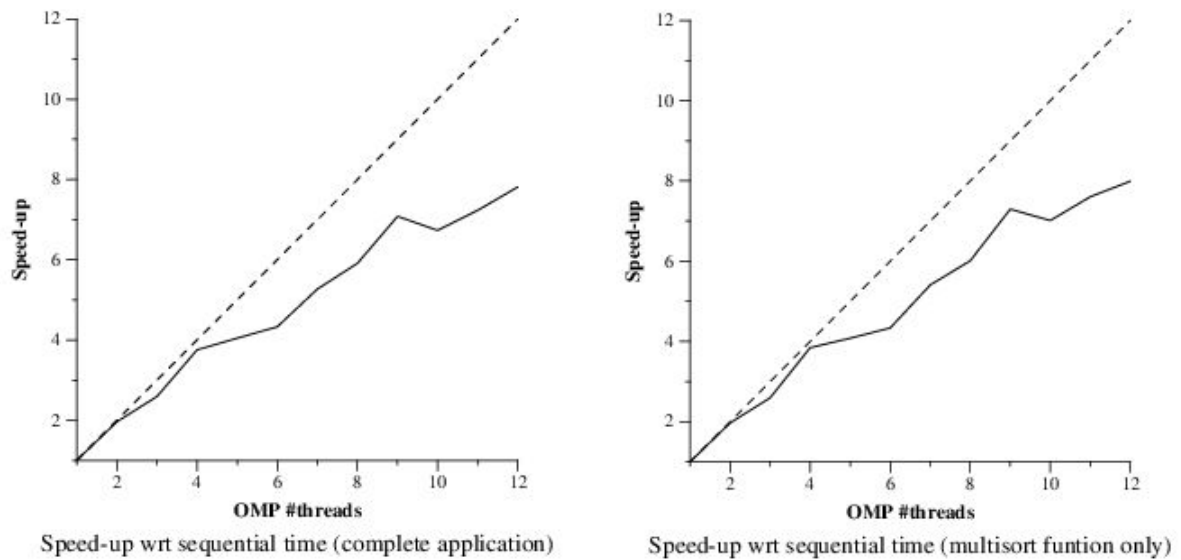 12
10
8
6
4
2
Speed-up
2 4 6 8 10 12
OMP #threads
Speed-up wrt sequential time (complete application)
12
10
8
6
4
2
Speed-up
2 4 6 8 10 12
OMP #threads
Speed-up wrt sequential time (multisort funtion only)